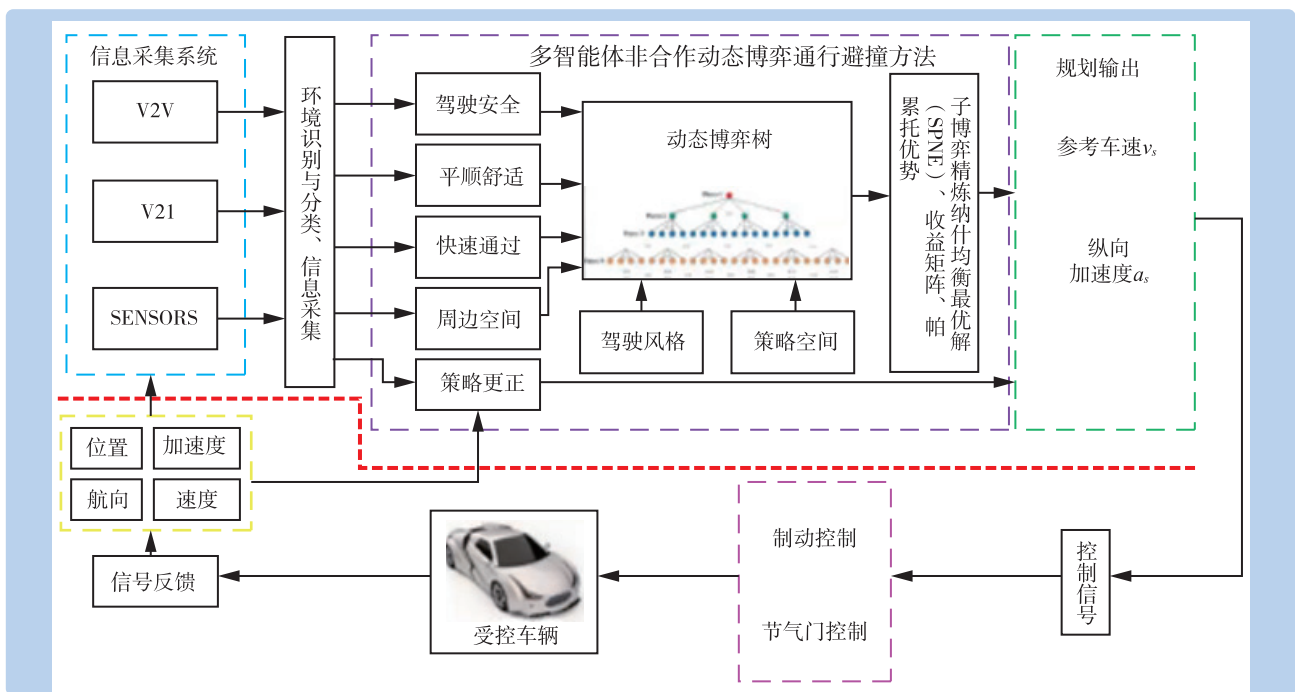 信息采集系统
V2V
V21
SENSORS
环境识别与分类、信息采集
多智能体非合作动态博弈通行避撞方法
驾驶安全
平顺舒适
快速通过
周边空间
策略更正
动态博弈树
驾驶风格
策略空间
子博弈精炼纳什均衡最优解
（SPNE）、收益矩阵、帕
累托优势
规划输出
参考车速vs
纵向
加速度as
位置
加速度
航向
速度
信号反馈
受控车辆
制动控制
节气门控制
控制信号